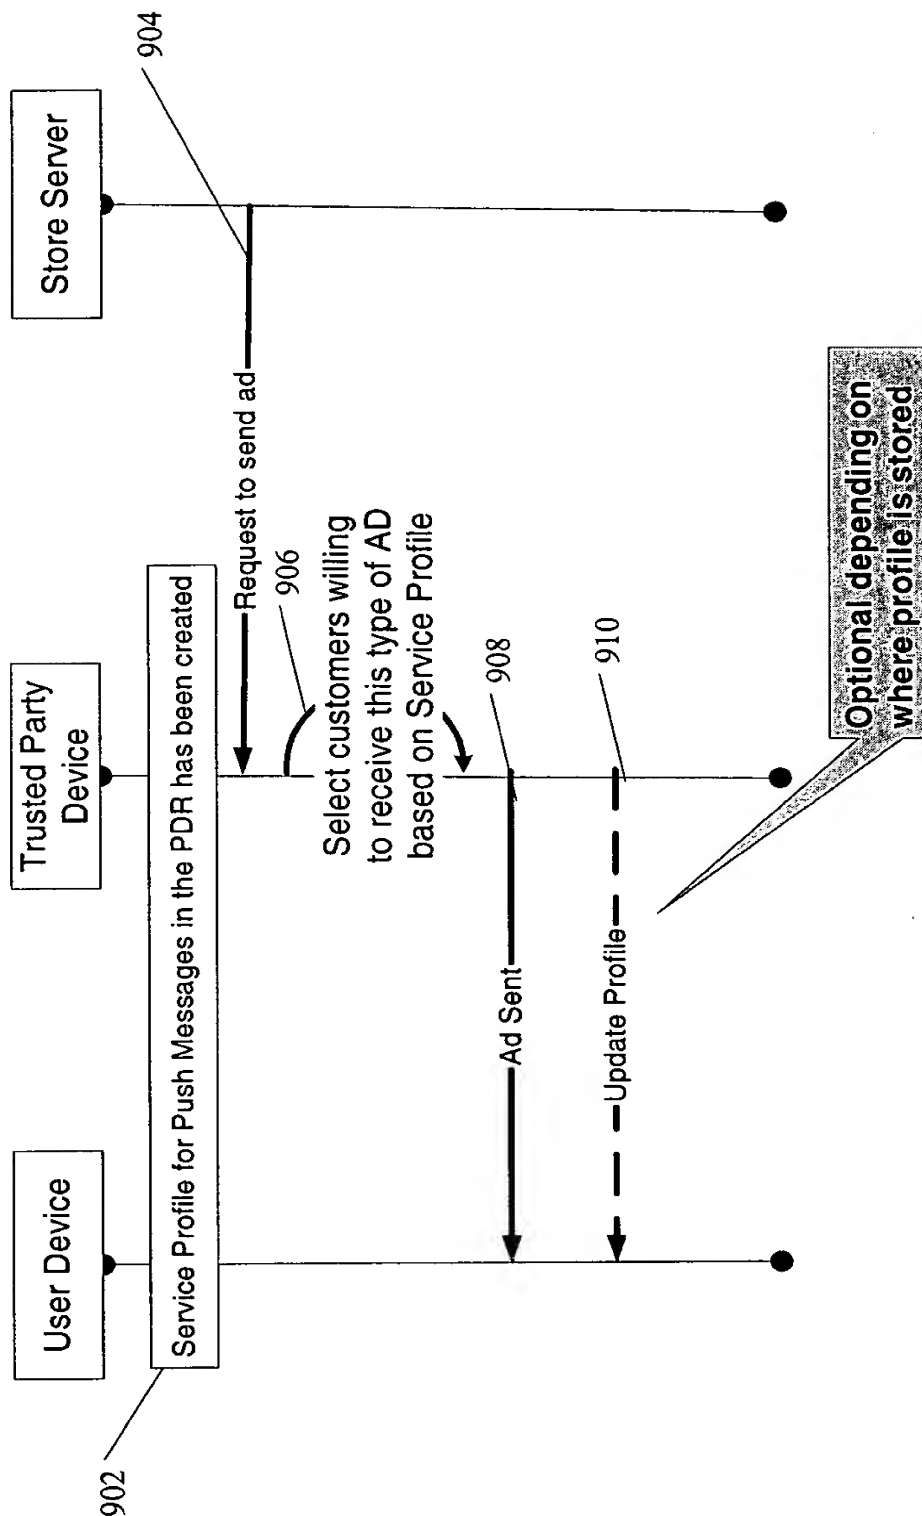 User Device
Trusted Party
Device
Store Server
902
Service Profile for Push Messages in the PDR has been created
904
Request to send ad
906
Select customers willing
to receive this type of AD
based on Service Profile
908
Ad Sent
910
Update Profile
Optional depending on
where profile is stored